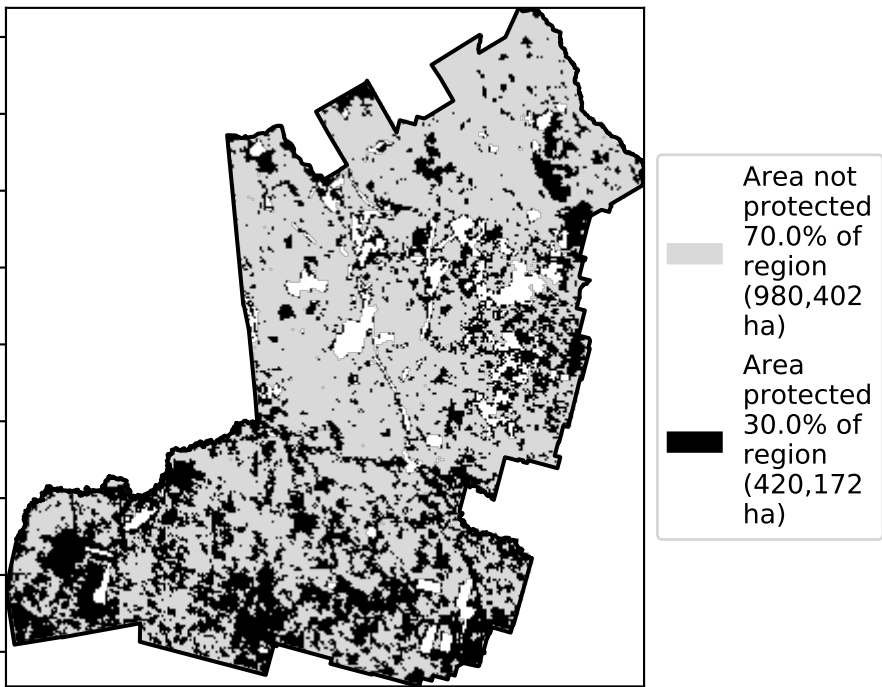 Area not
protected
70.0% of
region
(980,402
ha)
Area
protected
30.0% of
region
(420,172
ha)